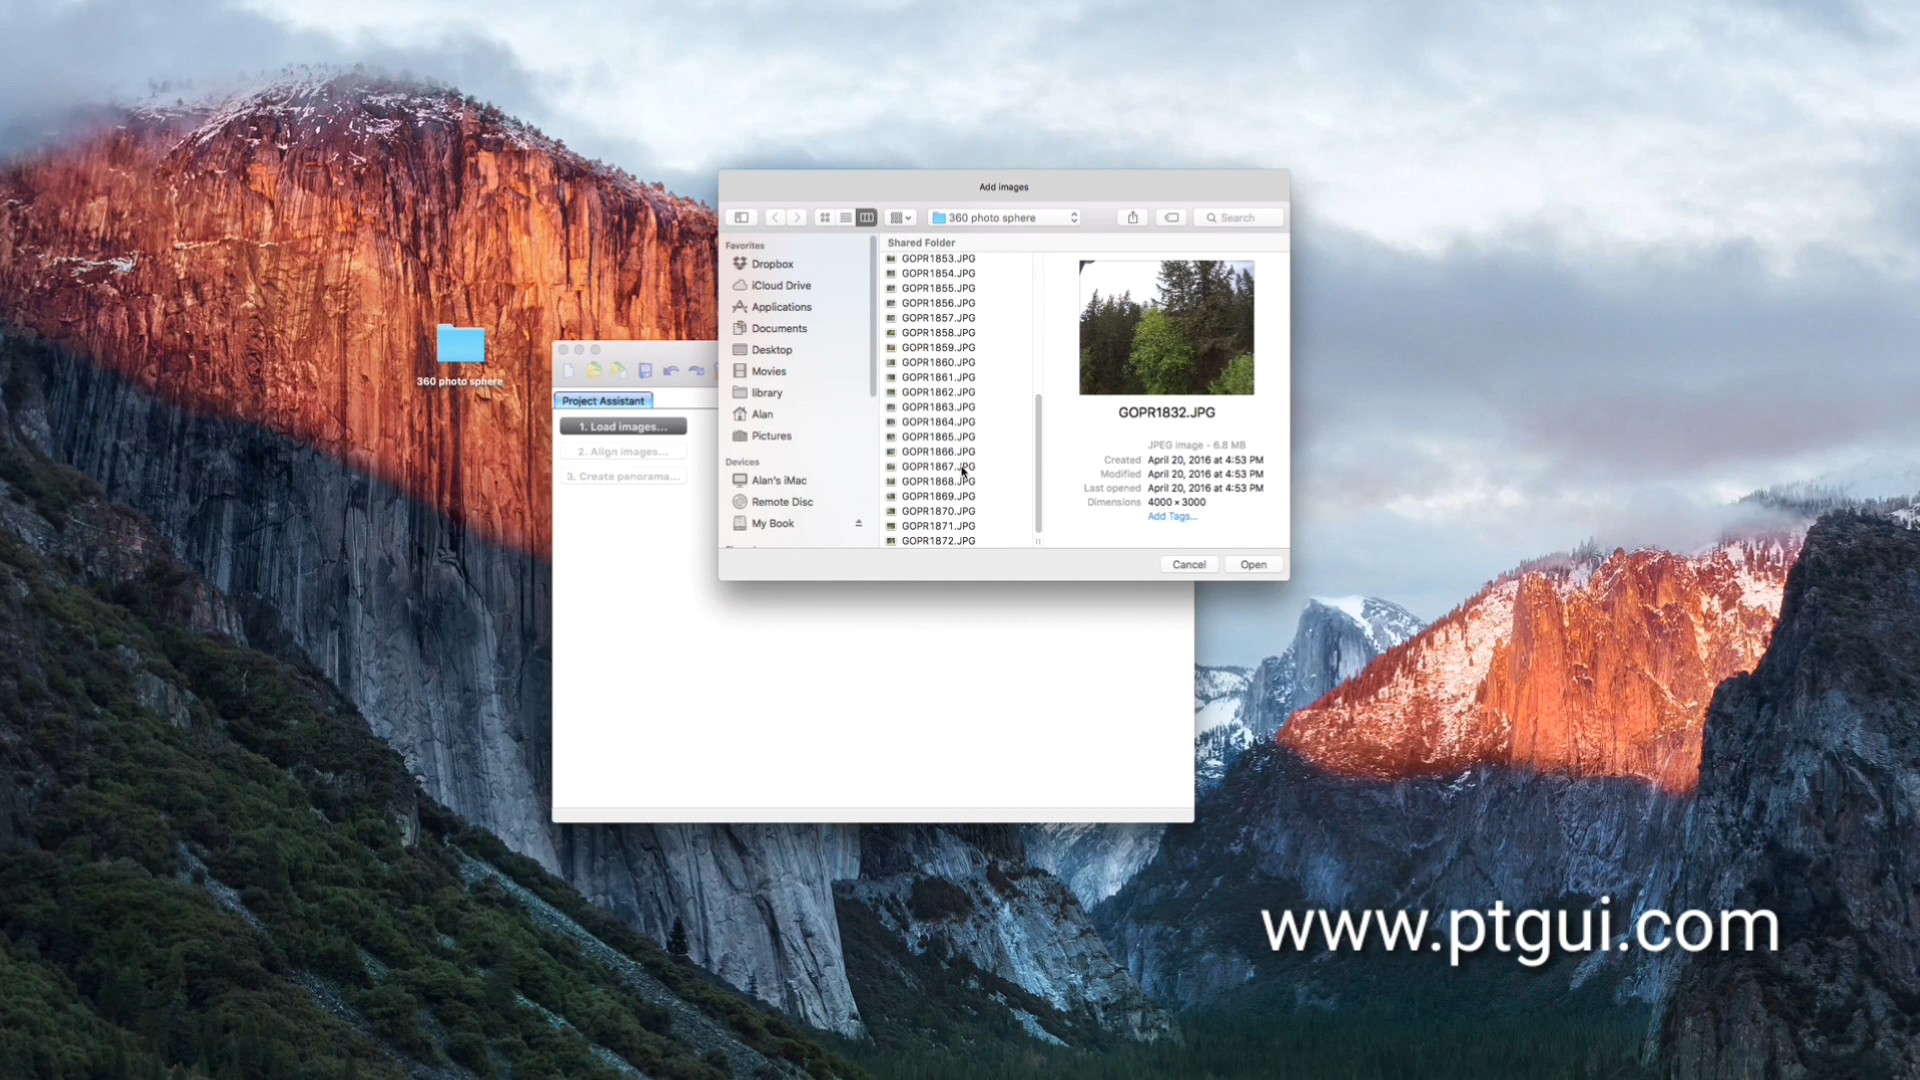 Add images
360 photo sphere
Search
Favorites
Dropbox
iCloud Drive
Applications
Documents
Desktop
Movies
library
Alan
Pictures
Devices
Alan's iMac
Remote Disc
My Book
Shared Folder
GOPR1853.JPG
GOPR1854.JPG
GOPR1855.JPG
GOPR1856.JPG
GOPR1857.JPG
GOPR1858.JPG
GOPR1859.JPG
GOPR1860.JPG
GOPR1861.JPG
GOPR1862.JPG
GOPR1863.JPG
GOPR1864.JPG
GOPR1865.JPG
GOPR1866.JPG
GOPR1867.JPG
GOPR1868.JPG
GOPR1869.JPG
GOPR1870.JPG
GOPR1871.JPG
GOPR1872.JPG
GOPR1832.JPG
JPEG image - 6.8 MB
Created April 20, 2016 at 4:53 PM
Modified April 20, 2016 at 4:53 PM
Last opened April 20, 2016 at 4:53 PM
Dimensions 4000 × 3000
Add Tags...
Cancel
Open
360 photo sphere
Project Assistant
1. Load images...
2. Align images...
3. Create panorama...
www.ptgui.com